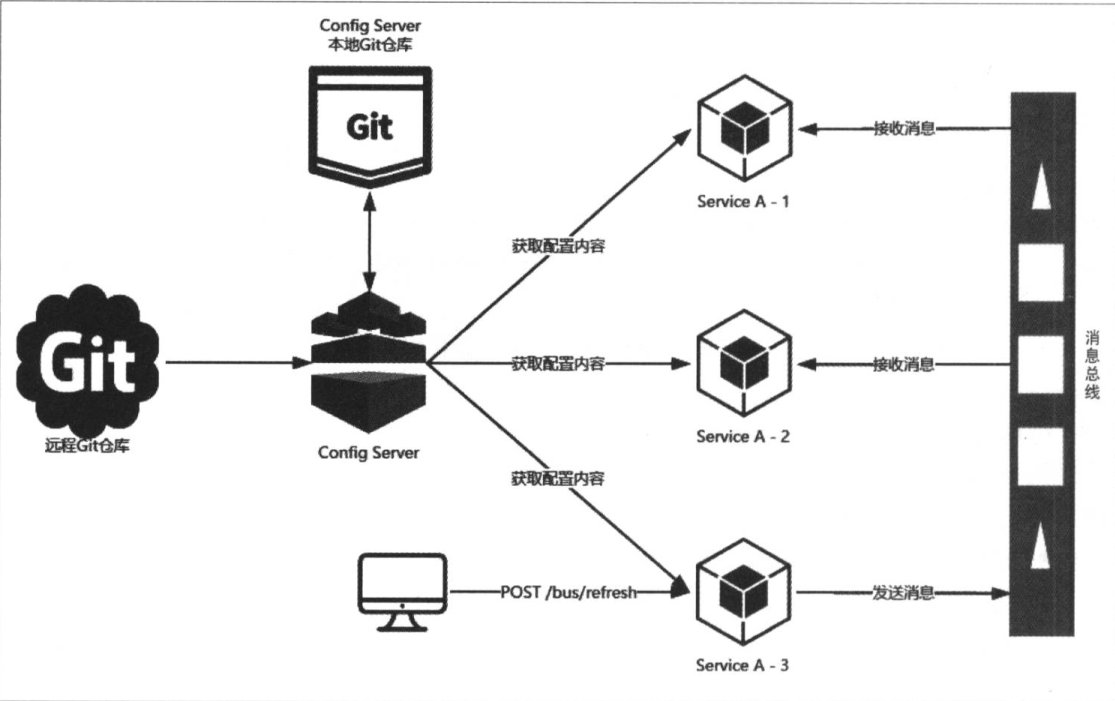 Config Server
本地Git仓库
Git
Service A - 1
接收消息
获取配置内容
Git
远程Git仓库
Config Server
获取配置内容
Service A - 2
接收消息
消息总线
获取配置内容
POST /bus/refresh
Service A - 3
发送消息